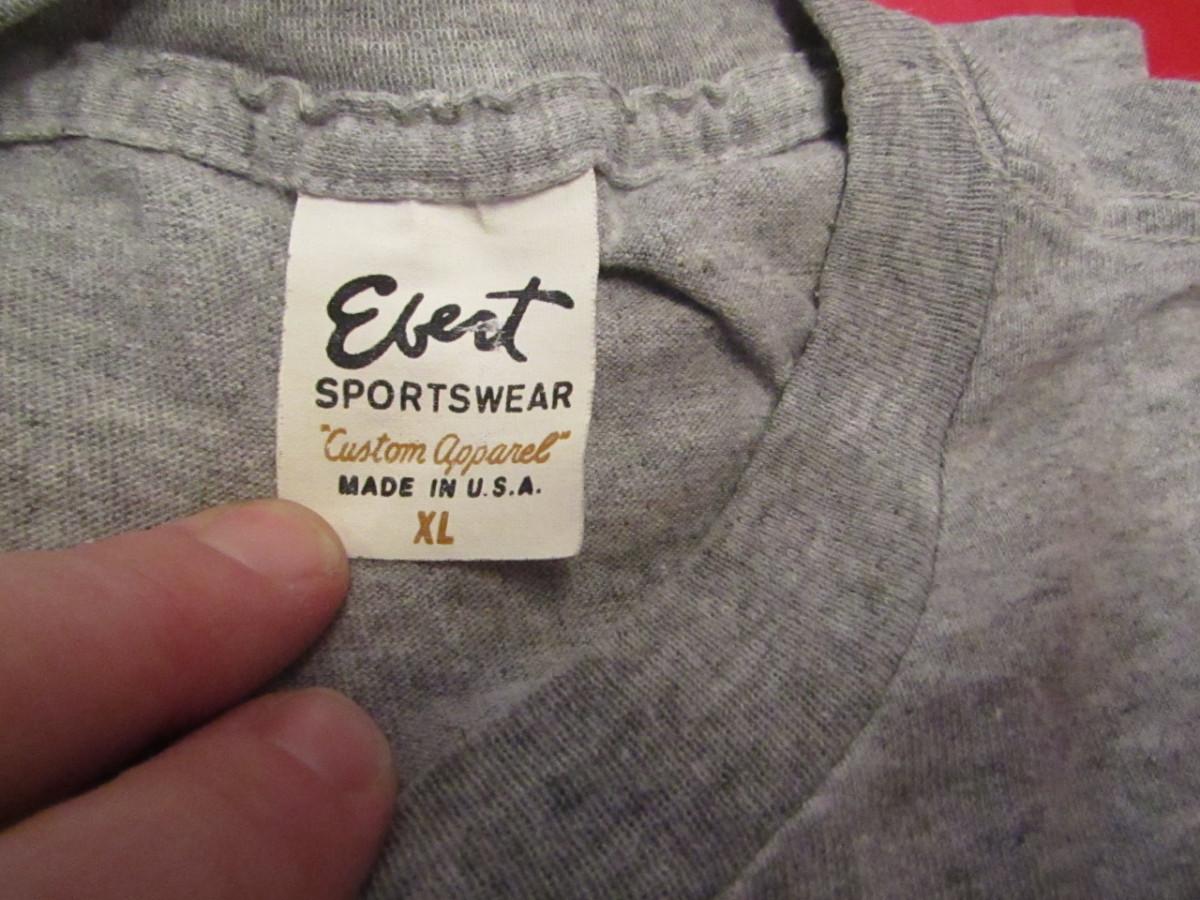 Ebert
SPORTSWEAR
"Custom Apparel"
MADE IN U.S.A.
XL